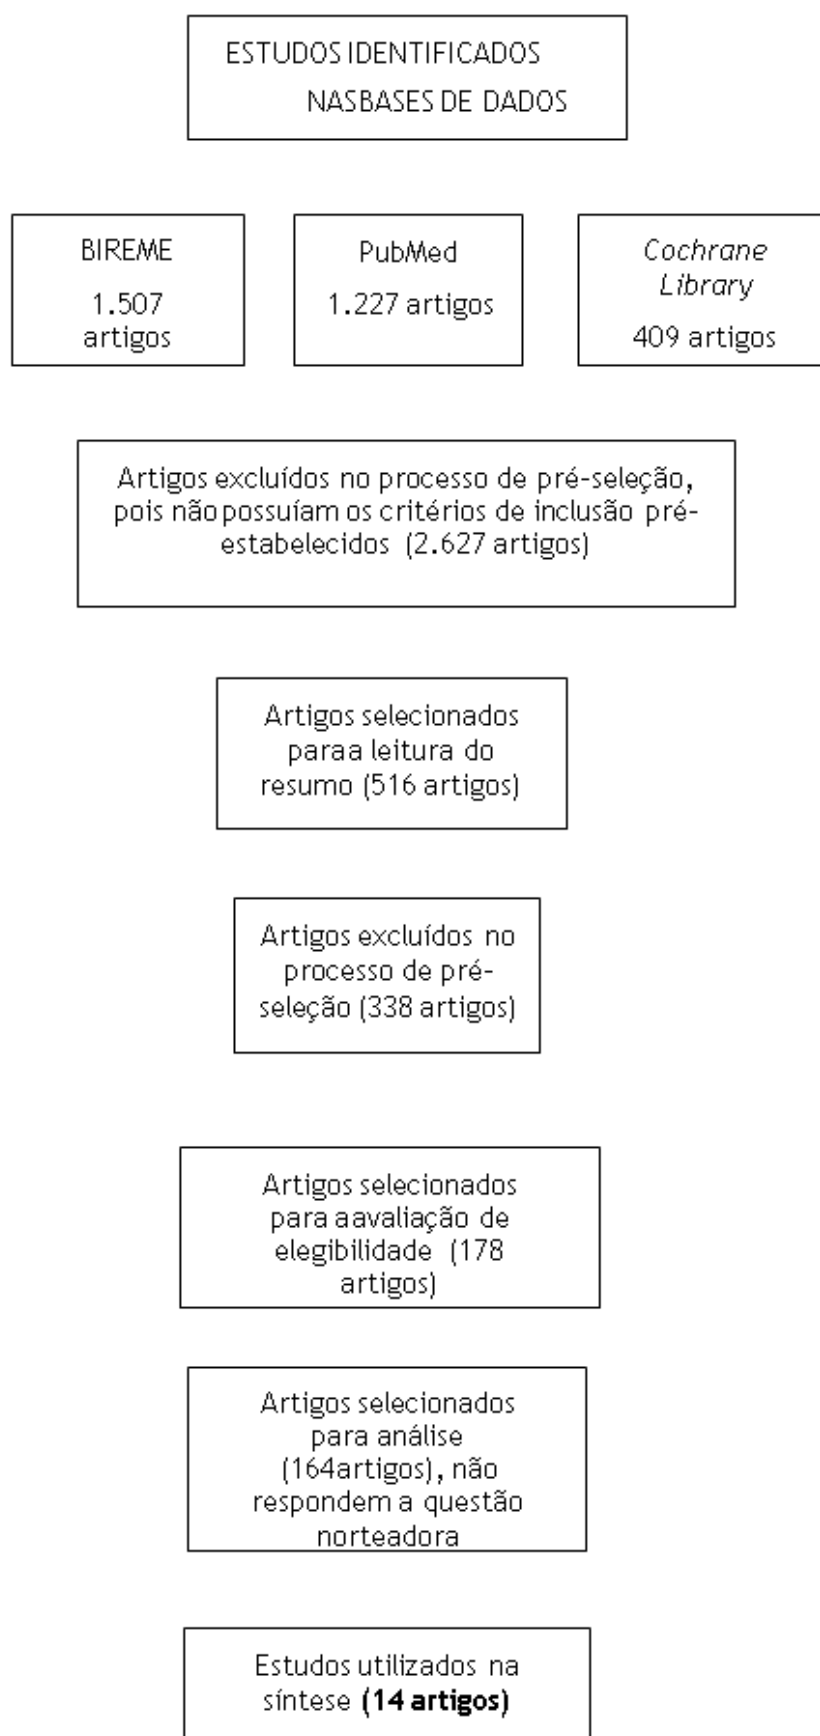 ESTUDOS IDENTIFICADOS
NASBASES DE DADOS
BIREME
1.507
artigos
PubMed
1.227 artigos
Cochrane
Library
409 artigos
Artigos excluídos no processo de pré-seleção,
pois nãopossuíam os critérios de inclusão pré-
estabelecidos (2.627 artigos)
Artigos selecionados
paraa leitura do
resumo (516 artigos)
Artigos excluídos no
processo de pré-
seleção (338 artigos)
Artigos selecionados
para aavaliação de
elegibilidade (178
artigos)
Artigos selecionados
para análise
(164artigos), não
respondem a questão
norteadora
Estudos utilizados na
síntese (14 artigos)